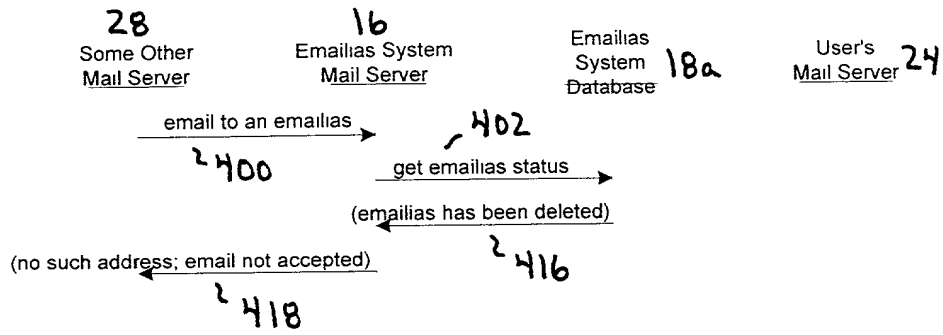 28
Some Other
Mail Server
16
Emailias System
Mail Server
Emailias
System
Database
18a
User's
Mail Server
24
email to an emailias
400
402
get emailias status
(emailias has been deleted)
416
(no such address; email not accepted)
418